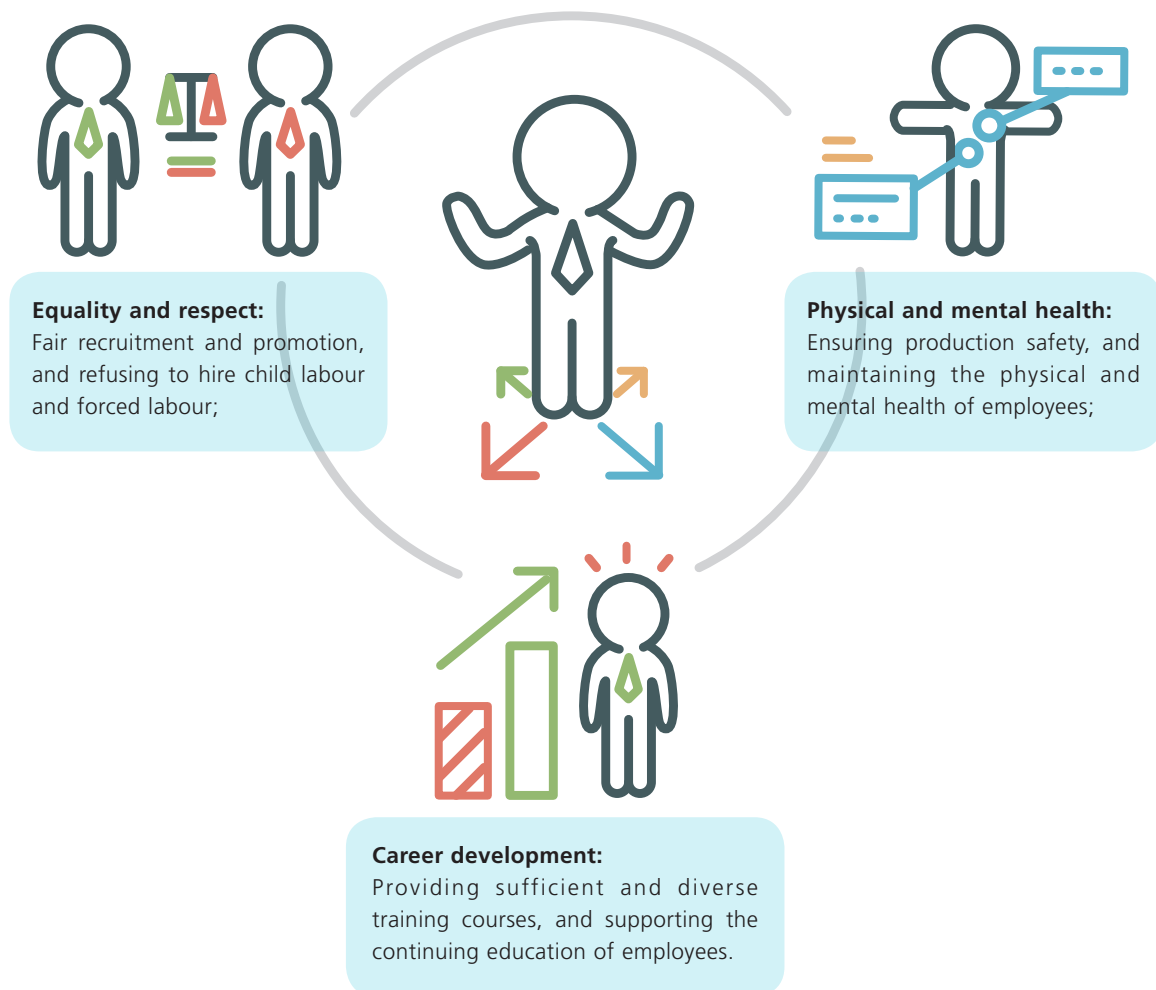 Equality and respect:
Fair recruitment and promotion,
and refusing to hire child labour
and forced labour;
Physical and mental health:
Ensuring production safety, and
maintaining the physical and
mental health of employees;
Career development:
Providing sufficient and diverse
training courses, and supporting the
continuing education of employees.